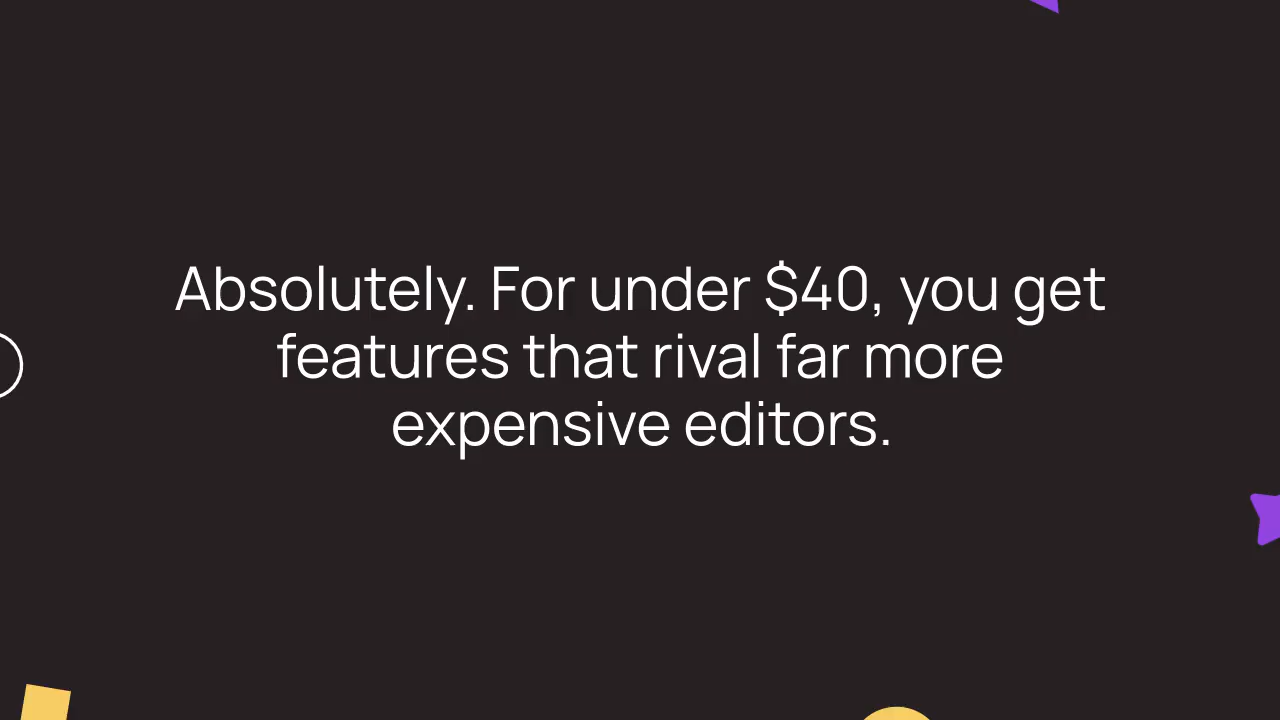 Absolutely. For under $40, you get
features that rival far more
expensive editors.